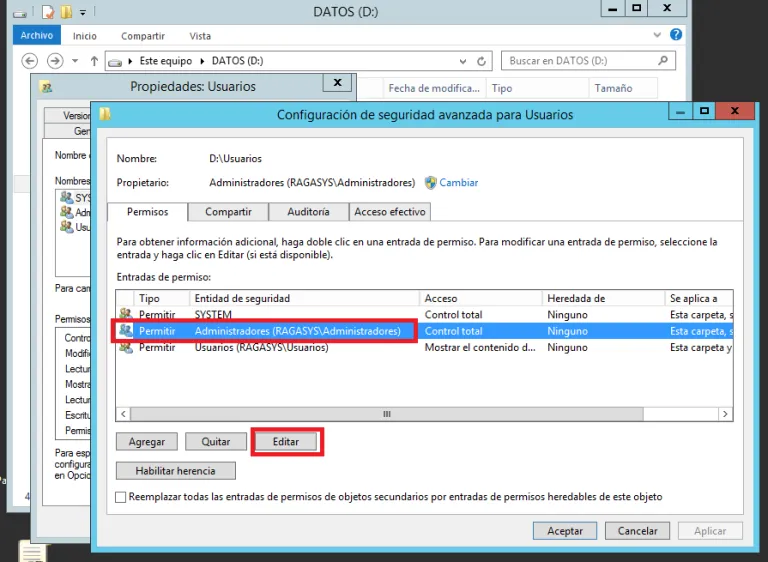 DATOS (D:)
Archivo Inicio Compartir Vista
Este equipo DATOS (D:) Buscar en DATOS (D:)
Fecha de modifica... Tipo Tamaño
Propiedades: Usuarios
Configuración de seguridad avanzada para Usuarios
Nombre: D:\Usuarios
Propietario: Administradores (RAGASYS\Administradores) Cambiar
Permisos Compartir Auditoría Acceso efectivo
Para obtener información adicional, haga doble clic en una entrada de permiso. Para modificar una entrada de permiso, seleccione la
entrada y haga clic en Editar (si está disponible).
Entradas de permiso:
Tipo Entidad de seguridad Acceso Heredada de Se aplica a
Permitir SYSTEM Control total Ninguno Esta carpeta, s
Permitir Administradores (RAGASYS\Administradores) Control total Ninguno Esta carpeta, s
Permitir Usuarios (RAGASYS\Usuarios) Mostrar el contenido d... Ninguno Esta carpeta y
Agregar Quitar Editar
Habilitar herencia
Reemplazar todas las entradas de permisos de objetos secundarios por entradas de permisos heredables de este objeto
Aceptar Cancelar Aplicar
Version
Gen
Nombre
Nombres
SYS
Adm
Usu
Para cam
Permisos
Contro
Modifi
Lectur
Mostra
Lectur
Escritu
Permis
Para esp
configura
en Opcio
4